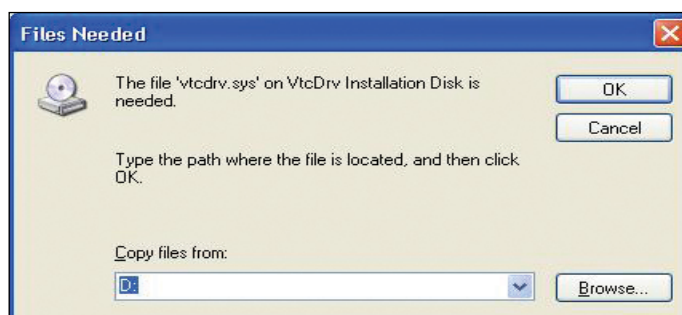 Files Needed
The file 'vtcdrv.sys' on VtcDrv Installation Disk is
needed.
OK
Cancel
Type the path where the file is located, and then click
OK.
Copy files from:
D:
Browse...